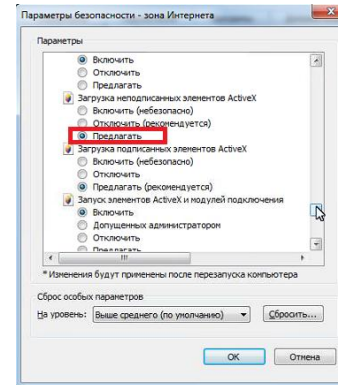 Параметры безопасности - зона Интернета
Параметры
Включить
Отключить
Предлагать
Загрузка неподписанных элементов ActiveX
Включить (небезопасно)
Отключить (рекомендуется)
Предлагать
Загрузка подписанных элементов ActiveX
Включить (небезопасно)
Отключить
Предлагать (рекомендуется)
Запуск элементов ActiveX и модулей подключения
Включить
Допущенных администратором
Отключить
Предлагать
* Изменения будут применены после перезапуска компьютера
Сброс особых параметров
На уровень: Выше среднего (по умолчанию) Сбросить...
ОК Отмена